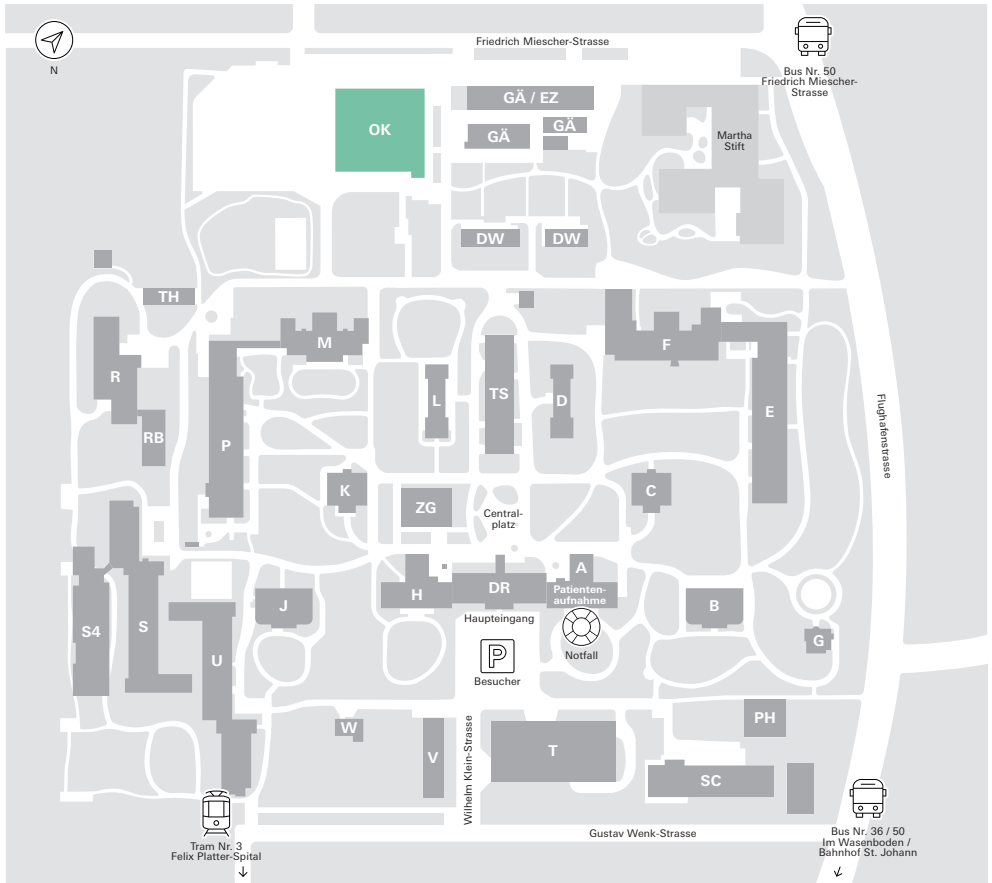 Friedrich Miescher-Strasse
N
Bus Nr. 50
Friedrich Miescher-
Strasse
OK
GÄ / EZ
GÄ
GÄ
Martha
Stift
DW
DW
TH
M
F
R
L
TS
D
E
RB
P
Flughafenstrasse
K
ZG
C
Central-
platz
A
H
DR
Patienten-
aufnahme
J
B
S4
S
Haupteingang
G
U
P
Notfall
Besucher
W
V
Wilhelm Klein-Strasse
T
PH
SC
Gustav Wenk-Strasse
Tram Nr. 3
Felix Platter-Spital
Bus Nr. 36 / 50
Im Wasenboden /
Bahnhof St. Johann